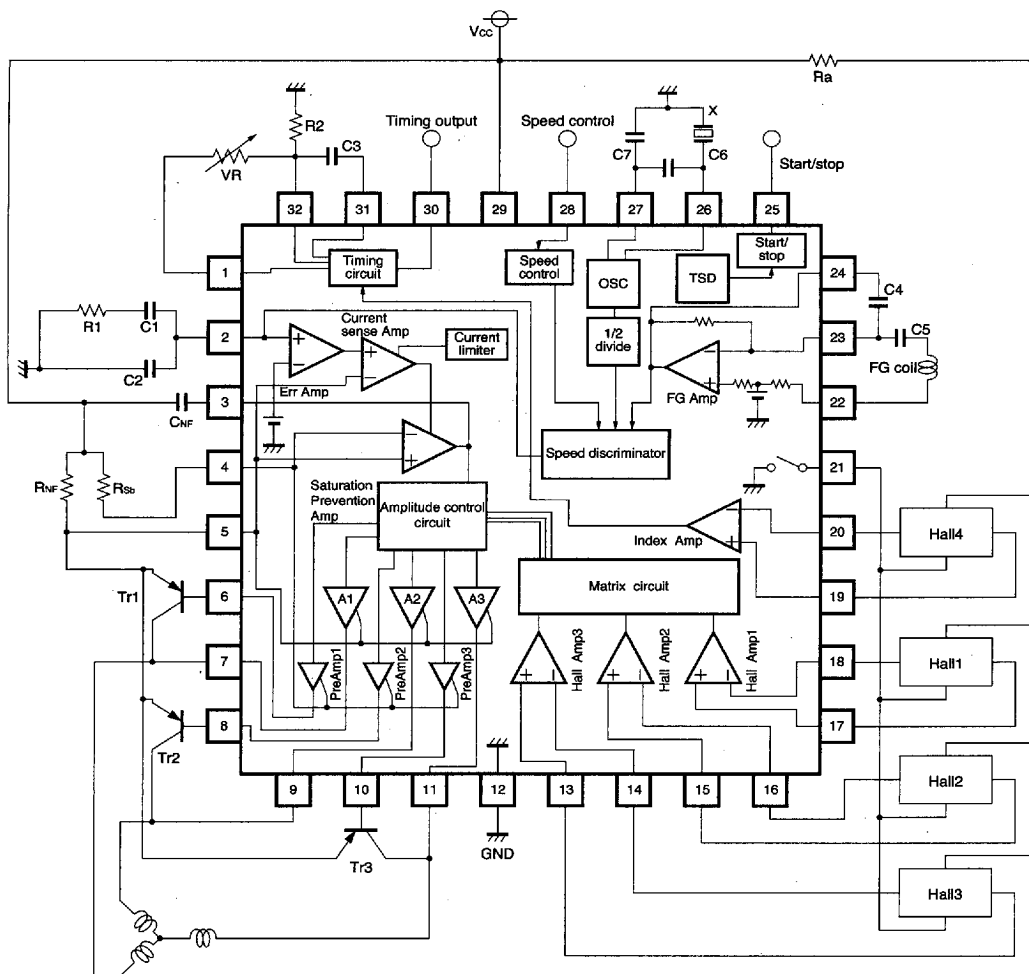 Vcc
Ra
R2
Timing output
Speed control
X
C3
C7
C6
Start/stop
VR
32
31
30
29
28
27
26
25
1
Timing circuit
Speed control
OSC
TSD
Start/ stop
24
C4
R1
C1
2
Current sense Amp
Current limiter
1/2 divide
23
C5
FG coil
C2
Err Amp
FG Amp
22
CNF
3
Speed discriminator
21
RNF
RSb
4
Saturation Prevention Amp
Amplitude control circuit
Index Amp
20
Hall4
5
Matrix circuit
19
Tr1
6
A1
A2
A3
Hall Amp3
Hall Amp2
Hall Amp1
18
Hall1
7
PreAmp1
PreAmp2
PreAmp3
17
Tr2
8
9
10
11
12
13
14
15
16
Hall2
Tr3
GND
Hall3